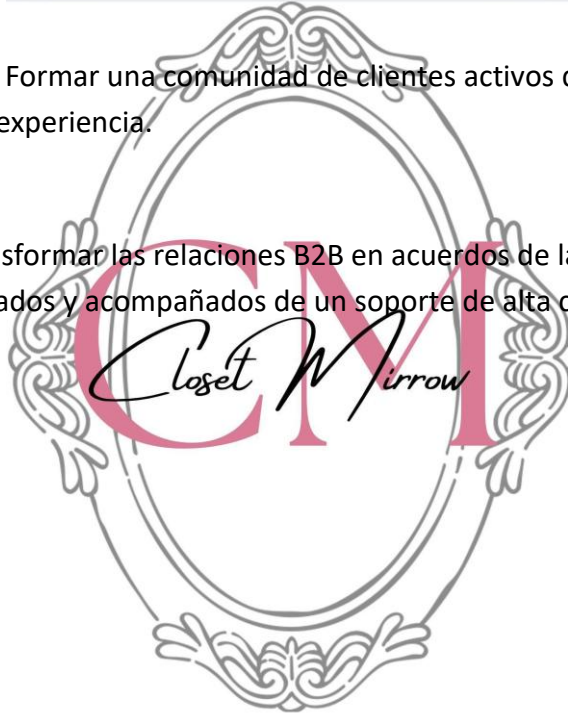 Formar una comunidad de clientes activos
experiencia.
sformar las relaciones B2B en acuerdos de
ados y acompañados de un soporte de alta
CM
Closet Mirrow